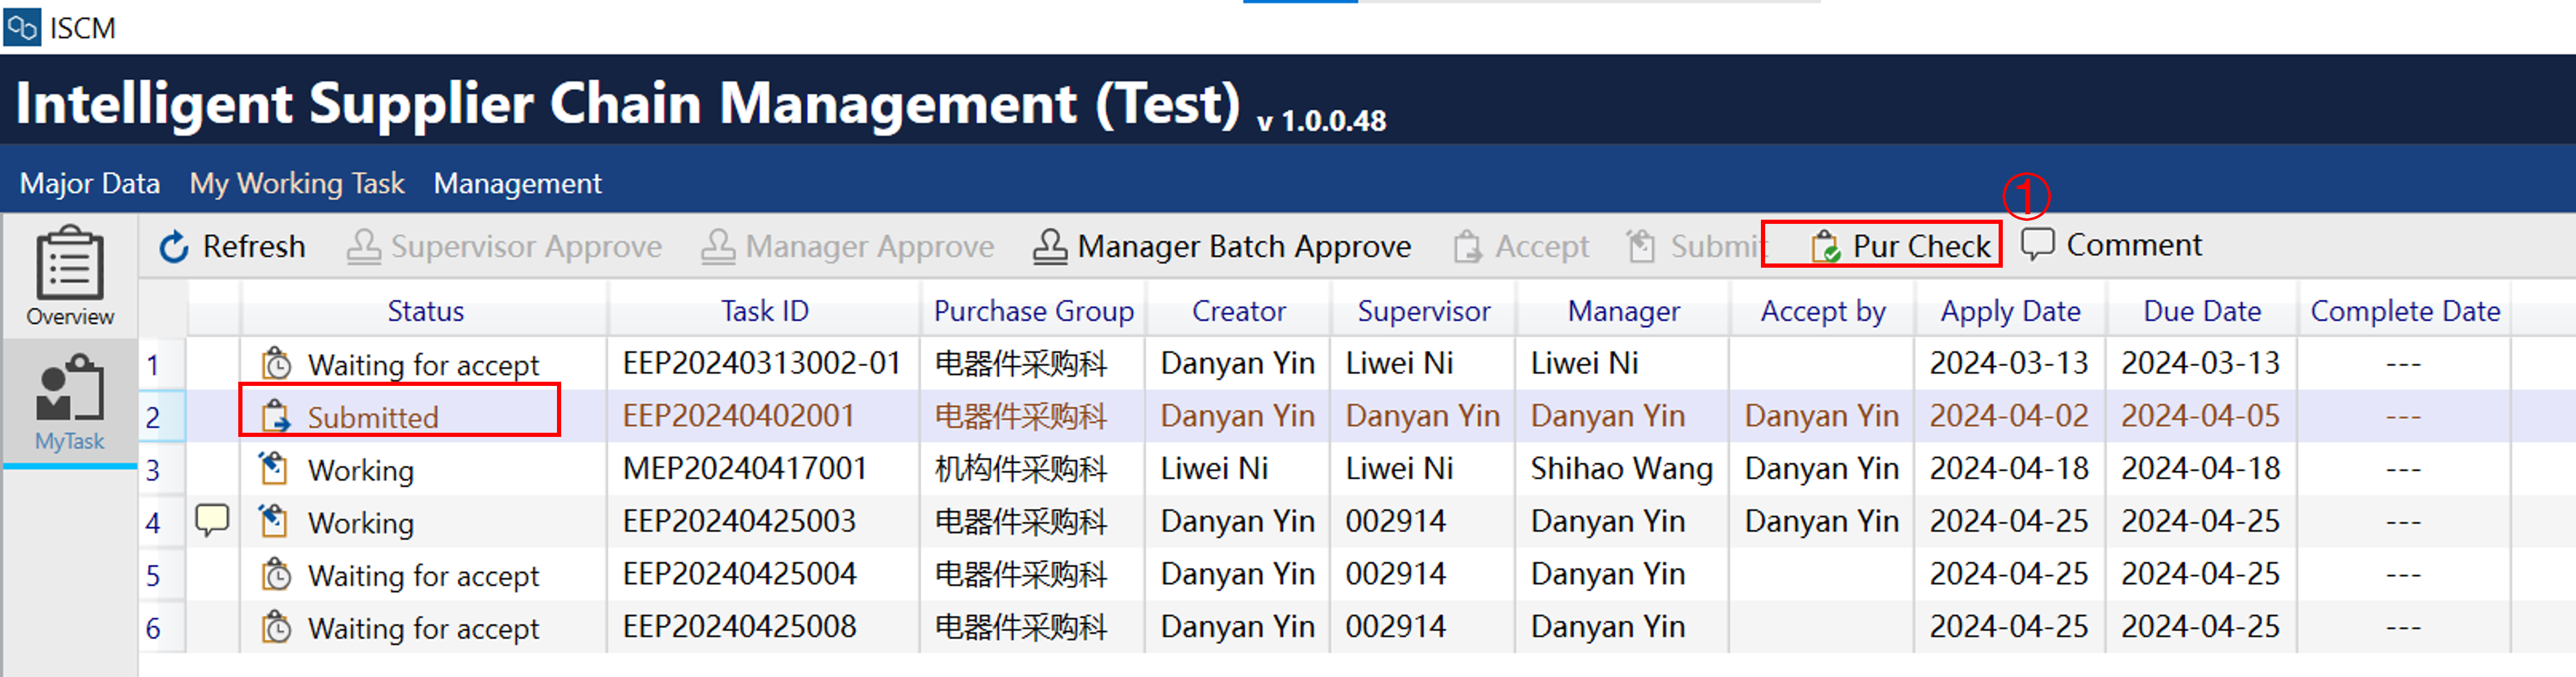 ISCM
Intelligent Supplier Chain Management (Test) v 1.0.0.48
Major Data My Working Task Management
①
Refresh Supervisor Approve Manager Approve Manager Batch Approve Accept Submit Pur Check Comment
Overview
MyTask
Status Task ID Purchase Group Creator Supervisor Manager Accept by Apply Date Due Date Complete Date
1 Waiting for accept EEP20240313002-01 电器件采购科 Danyan Yin Liwei Ni Liwei Ni 2024-03-13 2024-03-13 ---
2 Submitted EEP20240402001 电器件采购科 Danyan Yin Danyan Yin Danyan Yin Danyan Yin 2024-04-02 2024-04-05 ---
3 Working MEP20240417001 机构件采购科 Liwei Ni Liwei Ni Shihao Wang Danyan Yin 2024-04-18 2024-04-18 ---
4 Working EEP20240425003 电器件采购科 Danyan Yin 002914 Danyan Yin Danyan Yin 2024-04-25 2024-04-25 ---
5 Waiting for accept EEP20240425004 电器件采购科 Danyan Yin 002914 Danyan Yin 2024-04-25 2024-04-25 ---
6 Waiting for accept EEP20240425008 电器件采购科 Danyan Yin 002914 Danyan Yin 2024-04-25 2024-04-25 ---